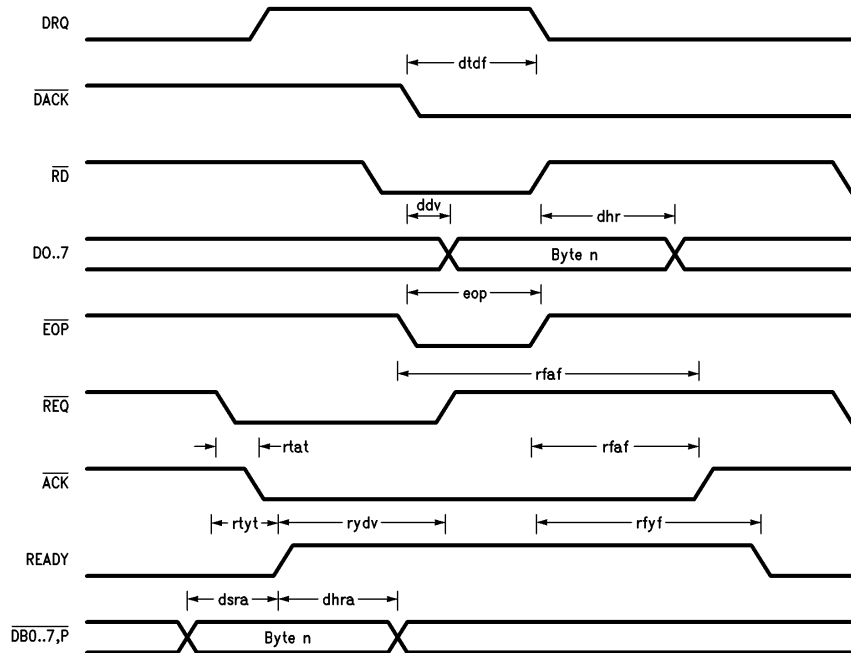 DRQ
dtdf
DACK
RD
ddv
dhr
D0..7
Byte n
eop
EOP
rfaf
REQ
rtat
rfaf
ACK
rtyt
rydv
rfyf
READY
dsra
dhra
DB0..7,P
Byte n